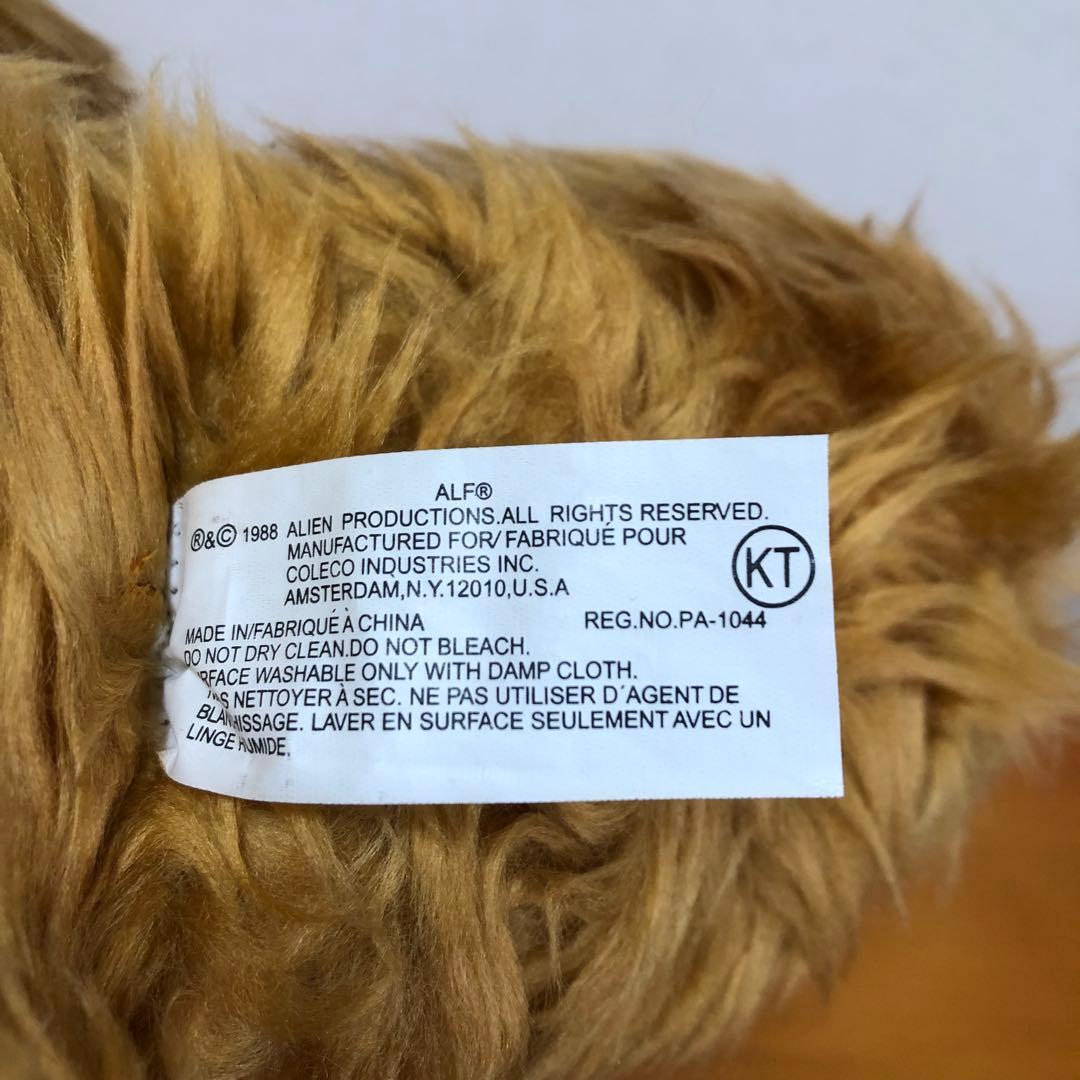 ALF®
®&© 1988 ALIEN PRODUCTIONS.ALL RIGHTS RESERVED.
MANUFACTURED FOR/FABRIQUÉ POUR
COLECO INDUSTRIES INC.
AMSTERDAM,N.Y.12010,U.S.A
KT
MADE IN/FABRIQUÉ À CHINA REG.NO.PA-1044
DO NOT DRY CLEAN.DO NOT BLEACH.
WASHABLE ONLY WITH DAMP CLOTH.
NETTOYER À SEC. NE PAS UTILISER D'AGENT DE
LAVER EN SURFACE SEULEMENT AVEC UN
LINGE HUMIDE.